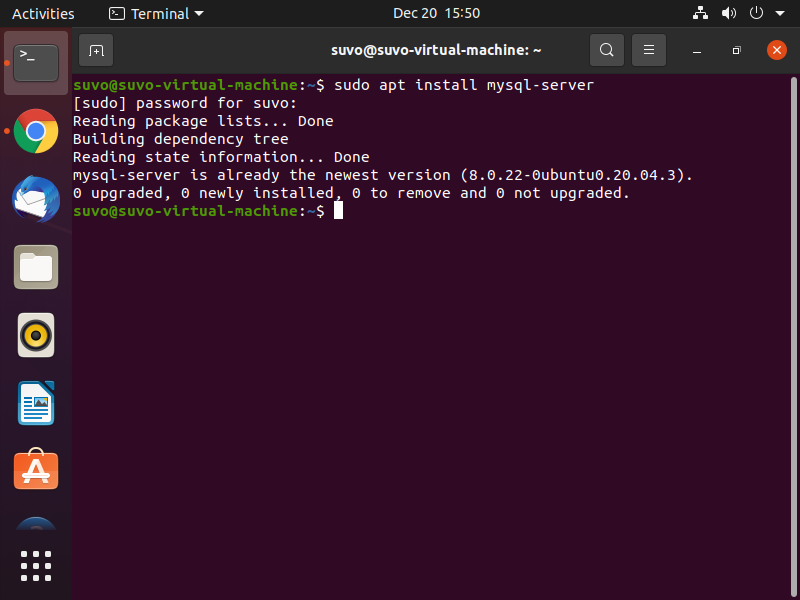 Activities
Terminal
Dec 20 15:50
suvo@suvo-virtual-machine: ~
suvo@suvo-virtual-machine:~$ sudo apt install mysql-server
[sudo] password for suvo:
Reading package lists... Done
Building dependency tree
Reading state information... Done
mysql-server is already the newest version (8.0.22-0ubuntu0.20.04.3).
0 upgraded, 0 newly installed, 0 to remove and 0 not upgraded.
suvo@suvo-virtual-machine:~$